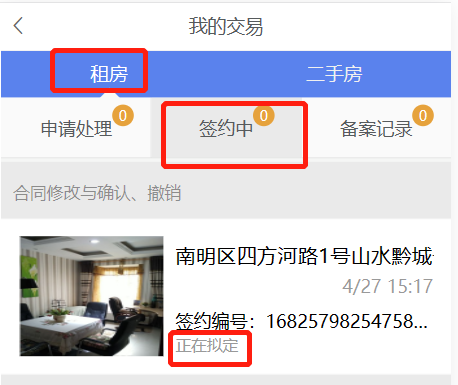 我的交易
租房 二手房
申请处理 0 签约中 0 备案记录 0
合同修改与确认、撤销
南明区四方河路1号山水黔城
4/27 15:17
签约编号：16825798254758...
正在拟定